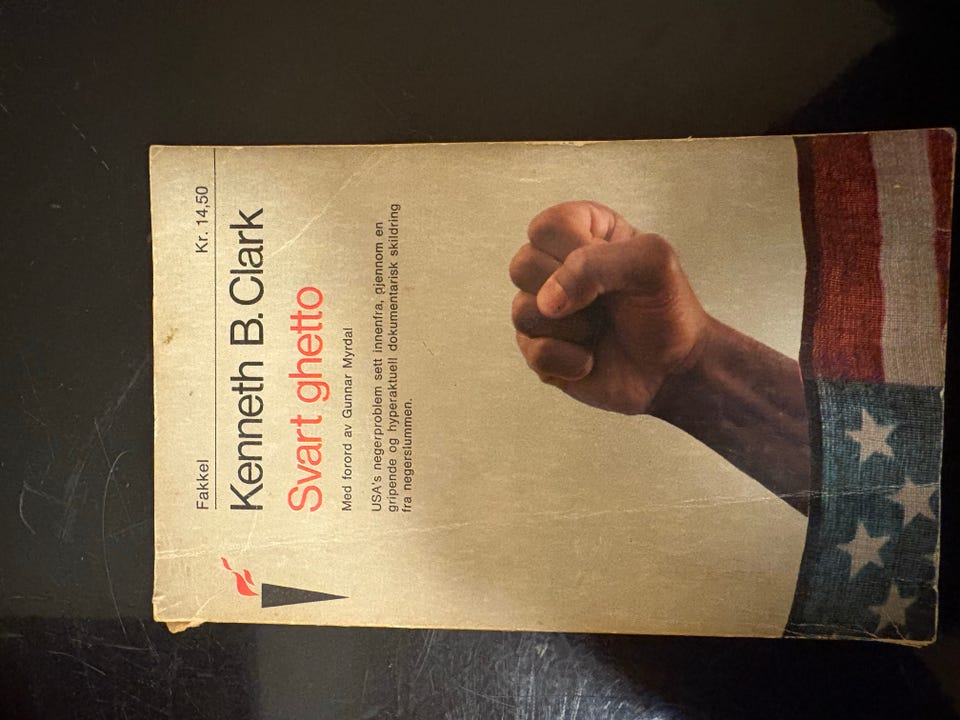 Fakkel Kr. 14,50
Kenneth B. Clark
Svart ghetto
Med forord av Gunnar Myrdal
USA's negerproblem sett innenfra, gjennom en
gripende og hyperaktuell dokumentarisk skildring
fra negerslummen.